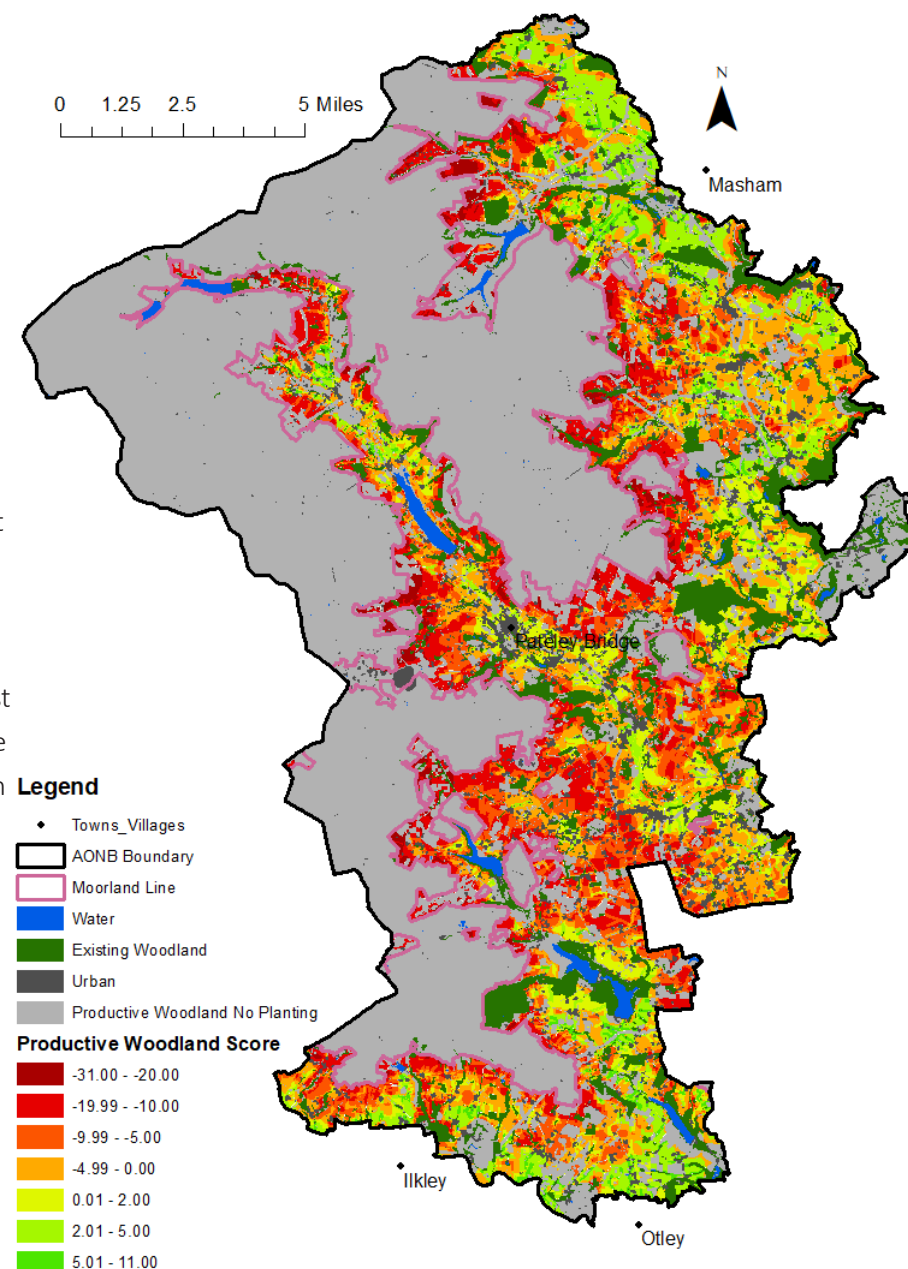 0 1.25 2.5 5 Miles
N
Masham
t
Pateley Bridge
st
e
n
Legend
Towns_Villages
AONB Boundary
Moorland Line
Water
Existing Woodland
Urban
Productive Woodland No Planting
Productive Woodland Score
-31.00 - -20.00
-19.99 - -10.00
-9.99 - -5.00
-4.99 - 0.00
0.01 - 2.00
2.01 - 5.00
5.01 - 11.00
Ilkley
Otley